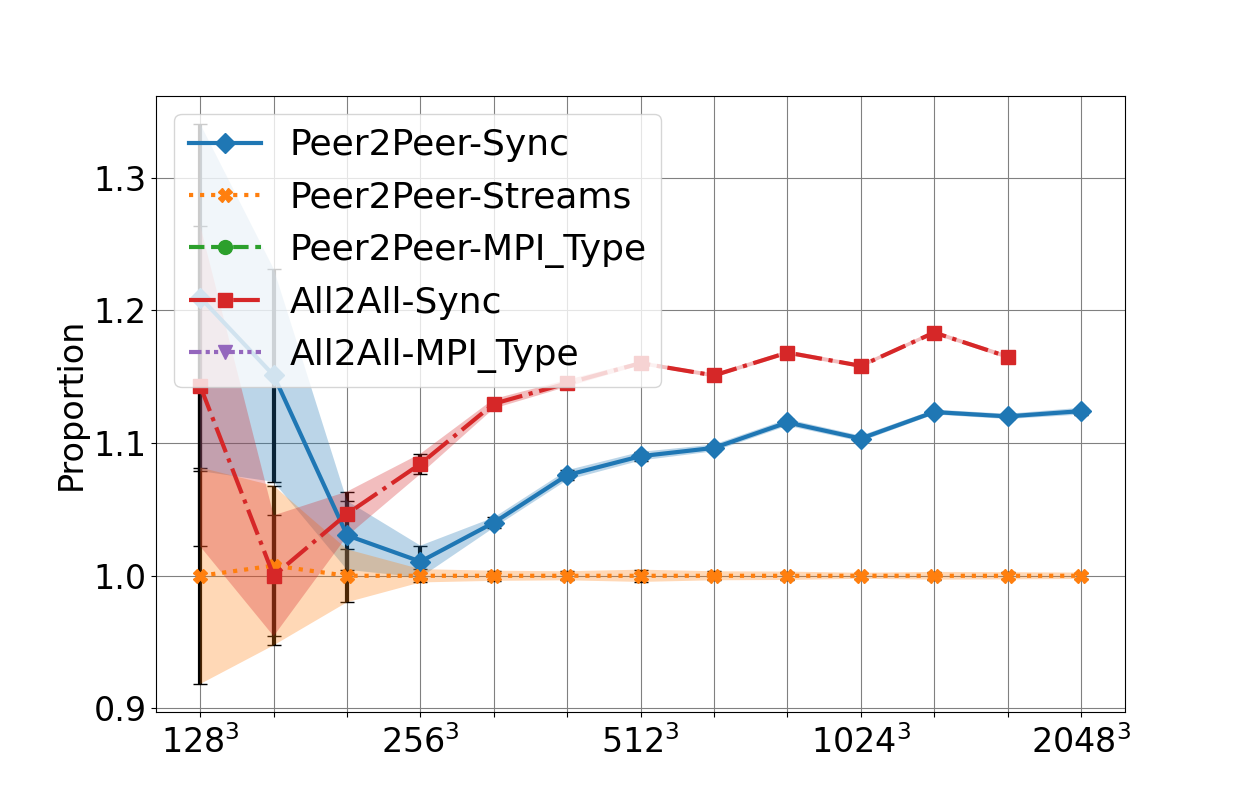 Peer2Peer-Sync
Peer2Peer-Streams
Peer2Peer-MPI_Type
All2All-Sync
All2All-MPI_Type
Proportion
1.3
1.2
1.1
1.0
0.9
128³ 256³ 512³ 1024³ 2048³